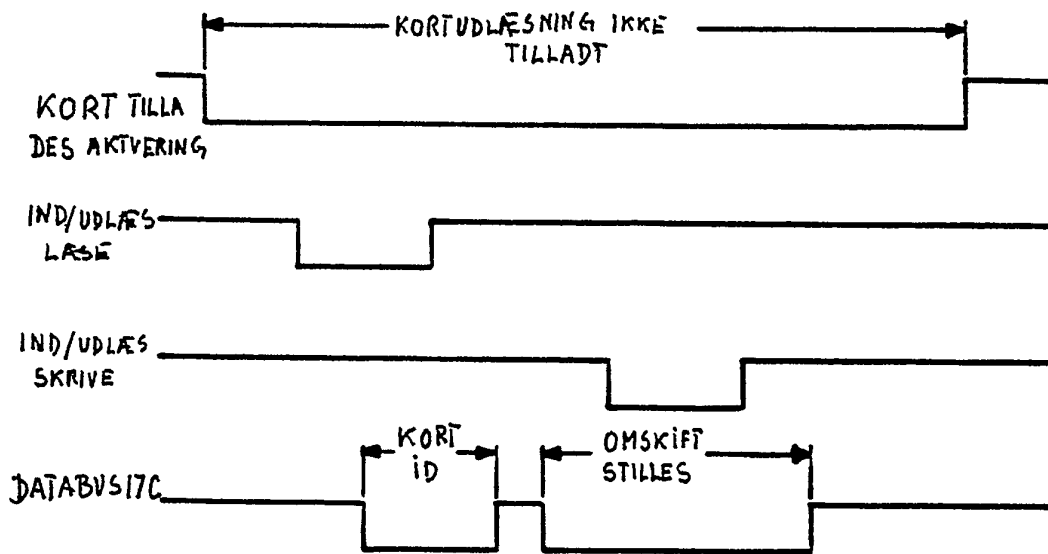 KORTUDLÆSNING IKKE
TILLADT
KORT TILLA
DES AKTVERING
IND/UDLÆS
LÆSE
IND/UDLÆS
SKRIVE
KORT
ID
OMSKIFT
STILLES
DATABUS17C